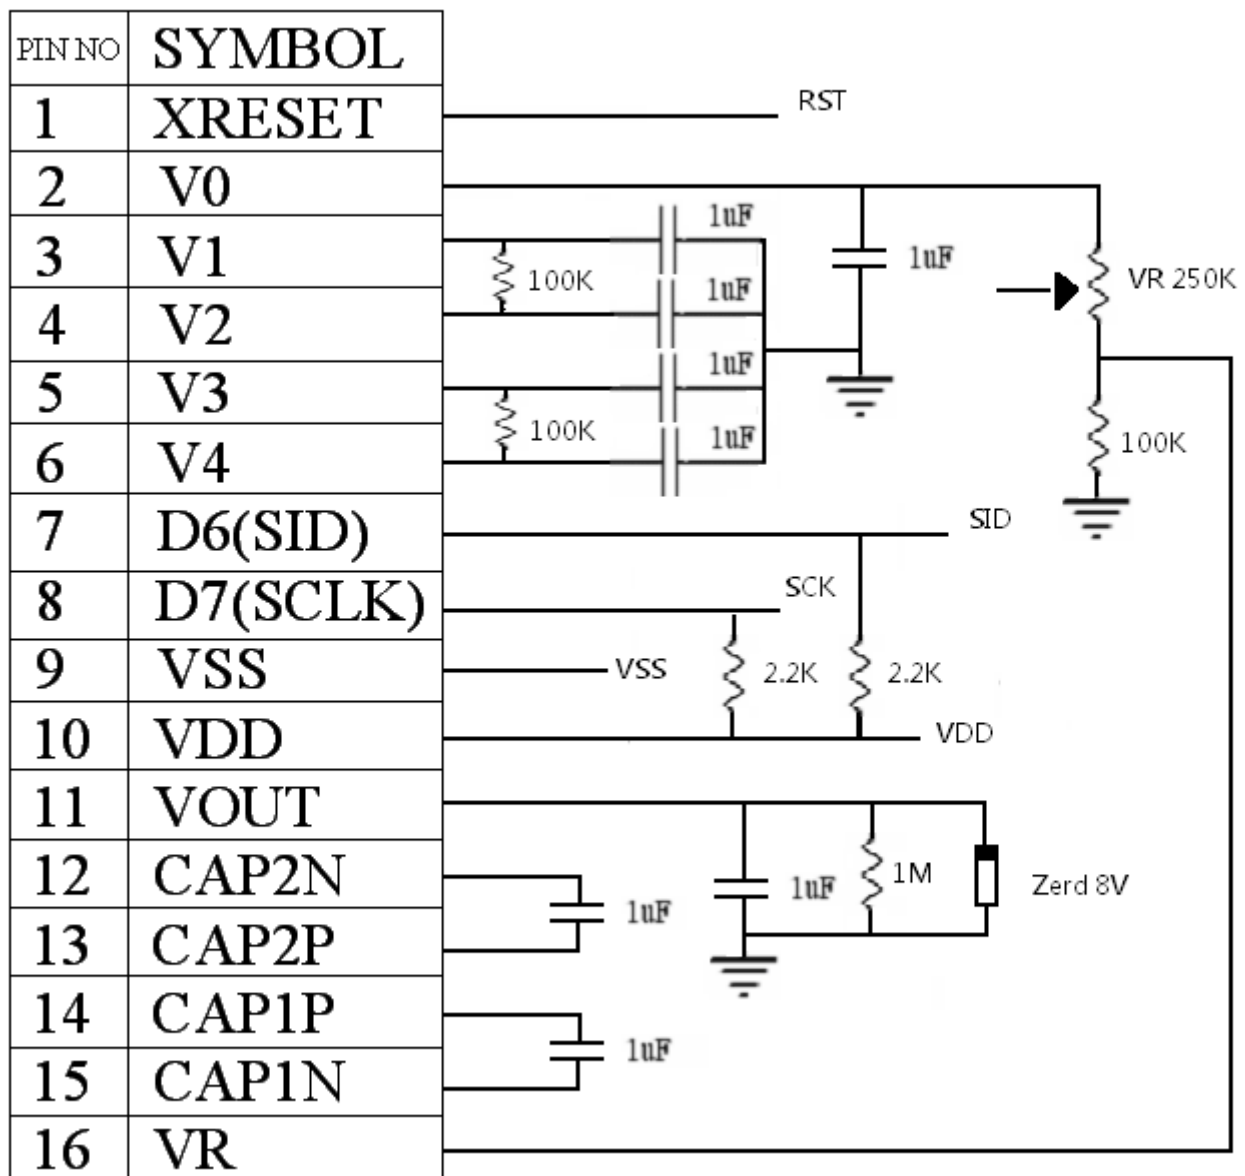 PIN NO SYMBOL
1 XRESET RST
2 V0
1uF
3 V1
100K
1uF
1uF
VR 250K
4 V2
1uF
5 V3
100K
1uF
100K
6 V4
7 D6(SID) SID
8 D7(SCLK) SCK
9 VSS VSS
2.2K
2.2K
10 VDD VDD
11 VOUT
12 CAP2N
1uF
1uF
1M
Zerd 8V
13 CAP2P
14 CAP1P
1uF
15 CAP1N
16 VR